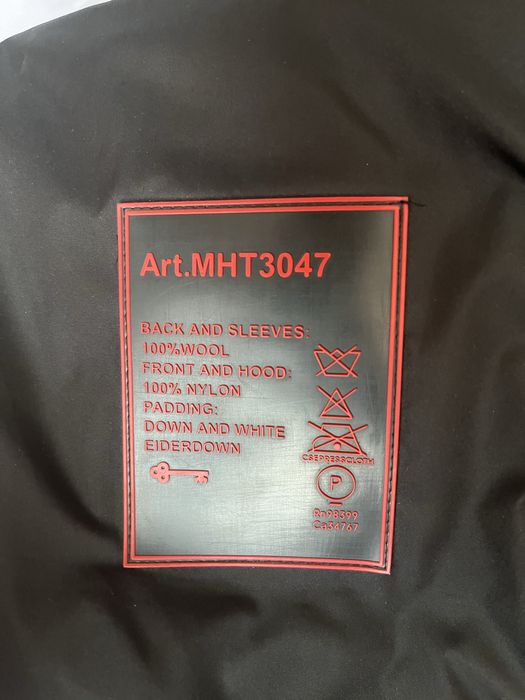 Art.MHT3047
BACK AND SLEEVES:
100%WOOL
FRONT AND HOOD:
100% NYLON
PADDING:
DOWN AND WHITE
EIDERDOWN
CSEPRESSCLOTH
P
Rn98399
Ca34767